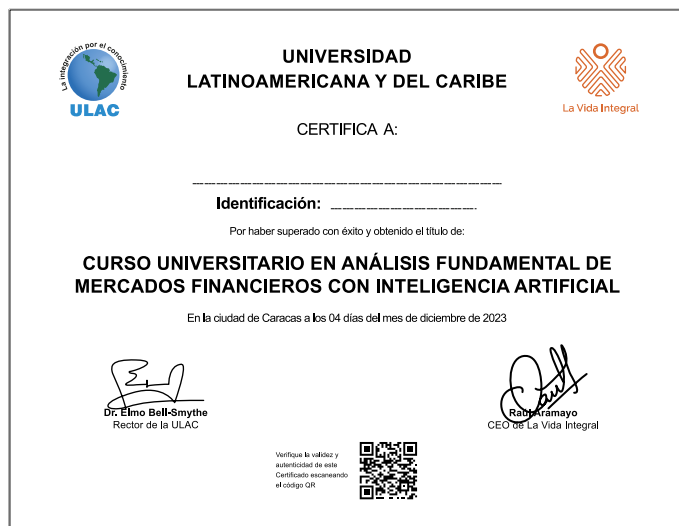 La integración por el conocimiento
ULAC
UNIVERSIDAD
LATINOAMERICANA Y DEL CARIBE
La Vida Integral
CERTIFICA A:
Identificación:
Por haber superado con éxito y obtenido el título de:
CURSO UNIVERSITARIO EN ANÁLISIS FUNDAMENTAL DE
MERCADOS FINANCIEROS CON INTELIGENCIA ARTIFICIAL
En la ciudad de Caracas a los 04 días del mes de diciembre de 2023
Dr. Elmo Bell-Smythe
Rector de la ULAC
Raúl Aramayo
CEO de La Vida Integral
Verifique la validez y
autenticidad de este
Certificado escaneando
el código QR